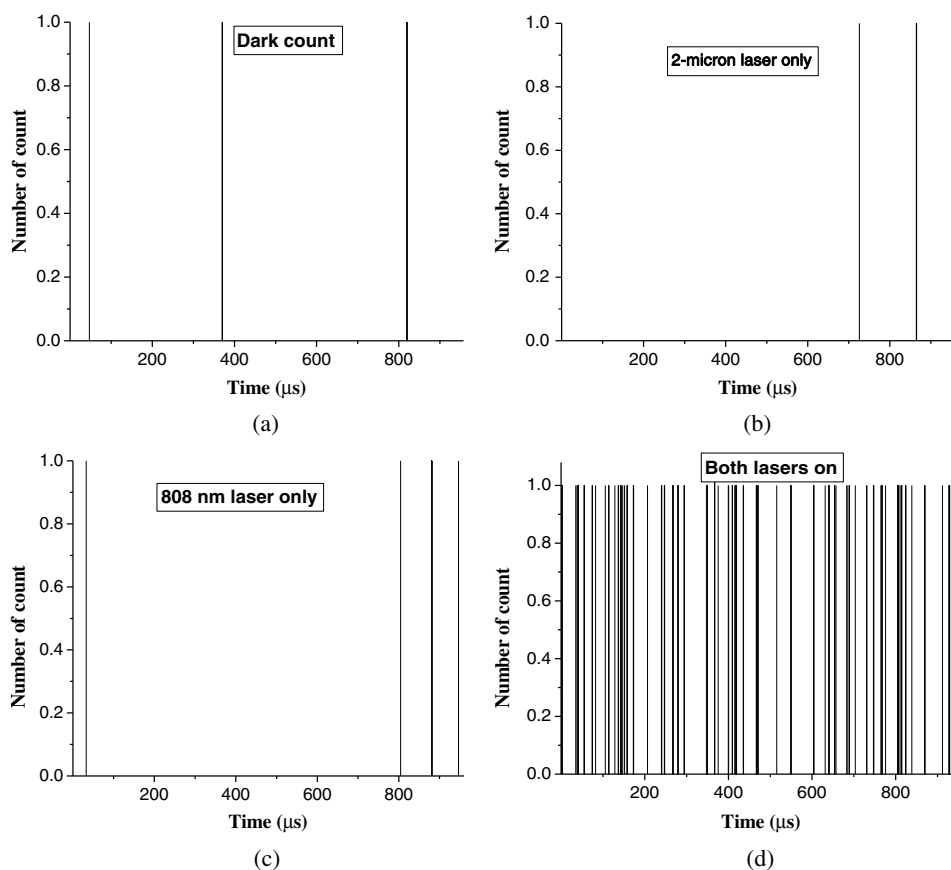 Dark count
Number of count
1.0
0.8
0.6
0.4
0.2
0.0
200 400 600 800
Time (μs)
(a)
2-micron laser only
Number of count
1.0
0.8
0.6
0.4
0.2
0.0
200 400 600 800
Time (μs)
(b)
808 nm laser only
Number of count
1.0
0.8
0.6
0.4
0.2
0.0
200 400 600 800
Time (μs)
(c)
Both lasers on
Number of count
1.0
0.8
0.6
0.4
0.2
0.0
200 400 600 800
Time (μs)
(d)